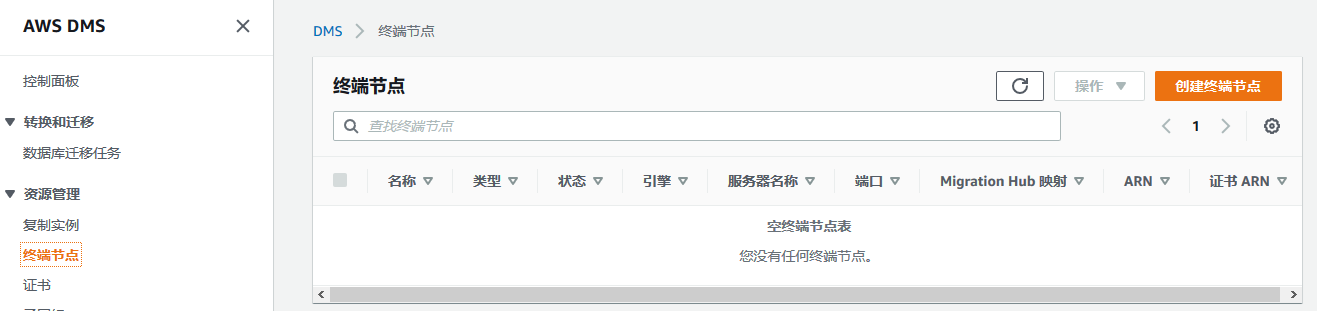 AWS DMS
控制面板
转换和迁移
数据库迁移任务
资源管理
复制实例
终端节点
证书
DMS 终端节点
终端节点 操作 创建终端节点
查找终端节点 1
名称 类型 状态 引擎 服务器名称 端口 Migration Hub 映射 ARN 证书 ARN
空终端节点表
您没有任何终端节点。